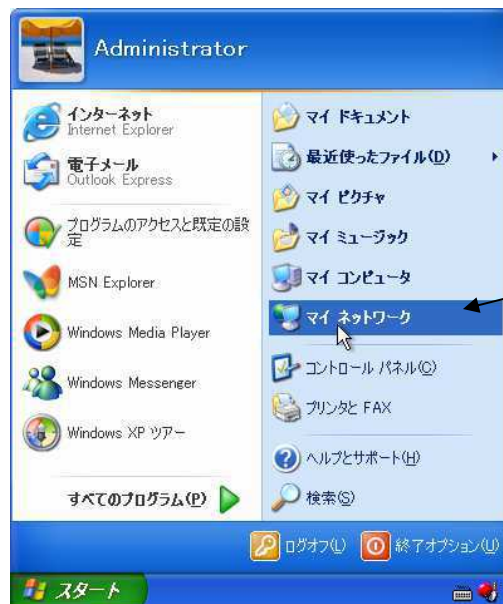 Administrator
インターネット
Internet Explorer
電子メール
Outlook Express
プログラムのアクセスと既定の設
定
MSN Explorer
Windows Media Player
Windows Messenger
Windows XP ツアー
すべてのプログラム(P)
マイ ドキュメント
最近使ったファイル(D)
マイ ピクチャ
マイ ミュージック
マイ コンピュータ
マイ ネットワーク
コントロール パネル(C)
プリンタと FAX
ヘルプとサポート(H)
検索(S)
ログオフ(L)
終了オプション(U)
スタート